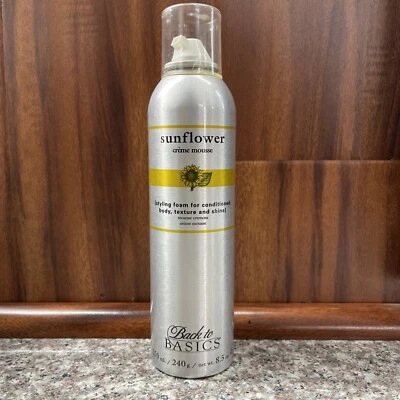 sunflower
crème mousse
[styling foam for conditioned
body, texture and shine]
Back to
BASICS
240g / net wt. 8.5